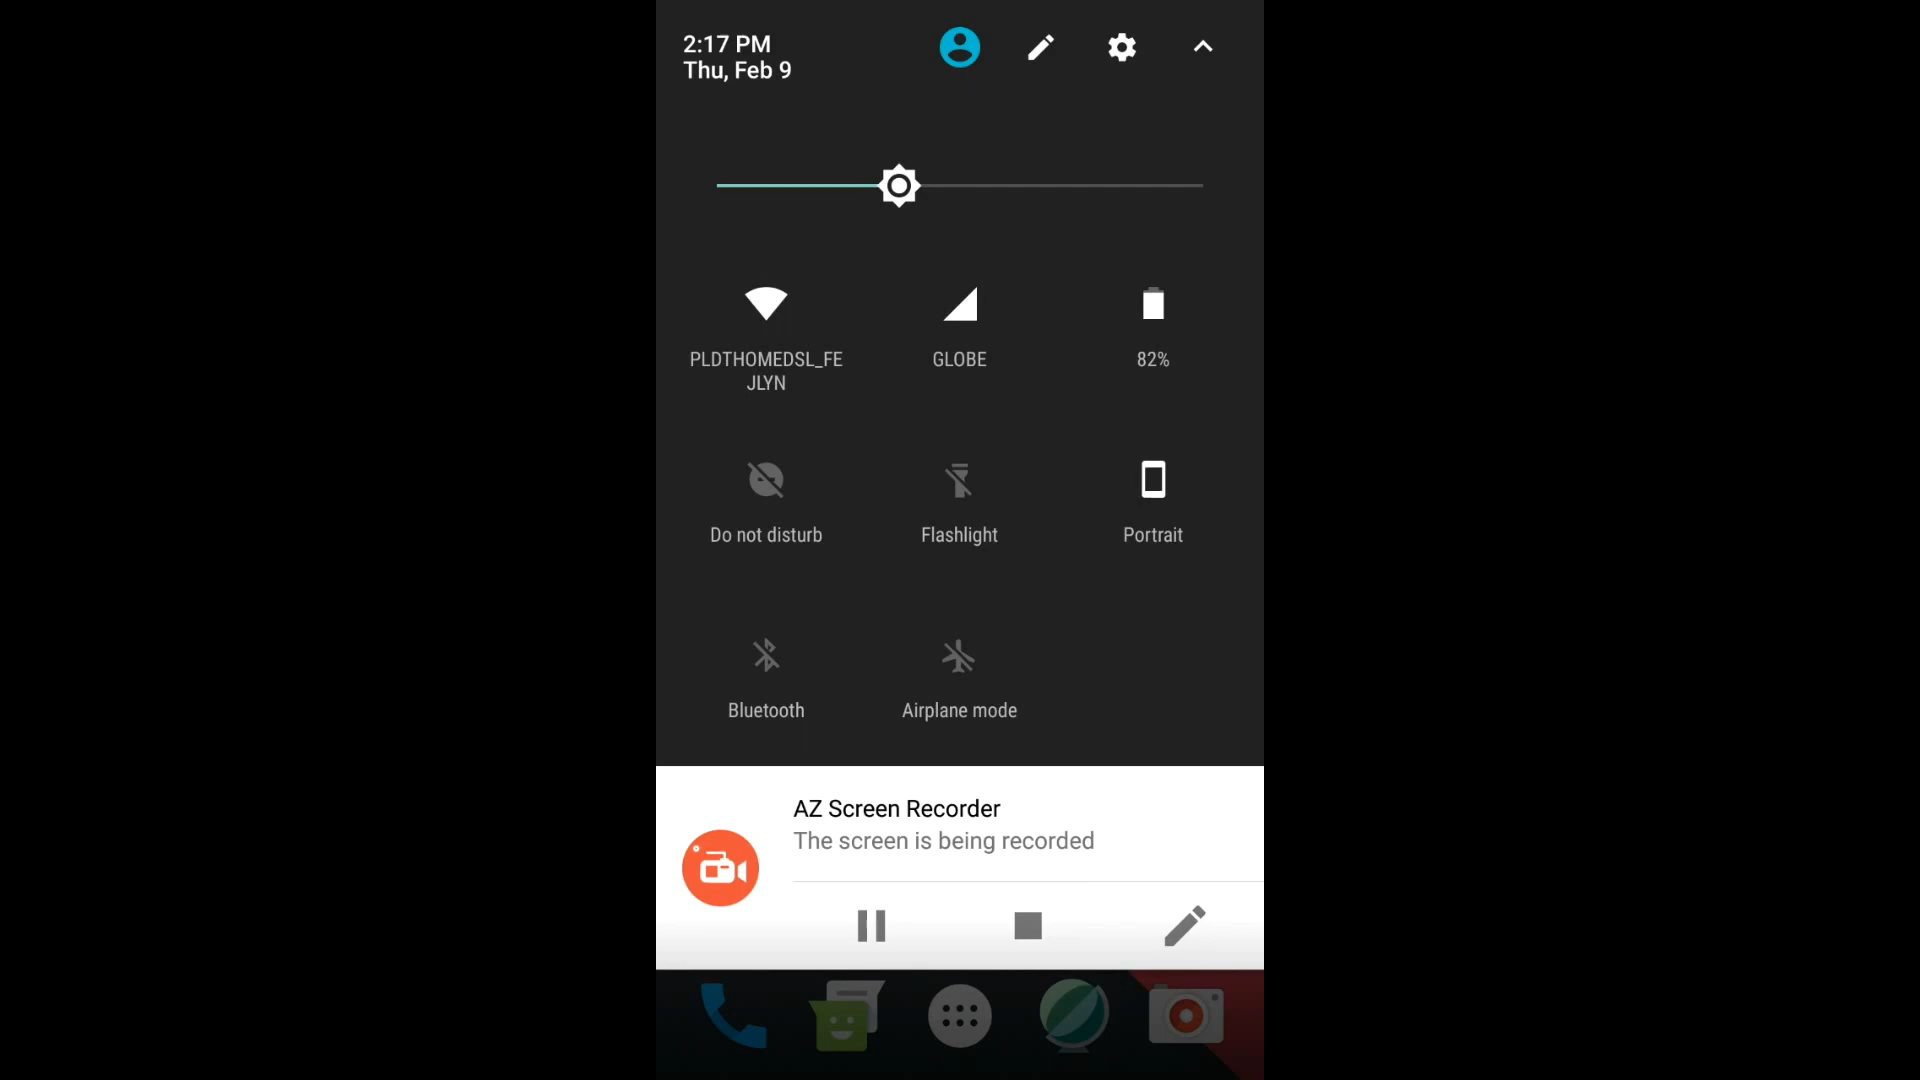 2:17 PM
Thu, Feb 9
PLDTHOMEDSL_FE
JLYN
GLOBE
82%
Do not disturb
Flashlight
Portrait
Bluetooth
Airplane mode
AZ Screen Recorder
The screen is being recorded